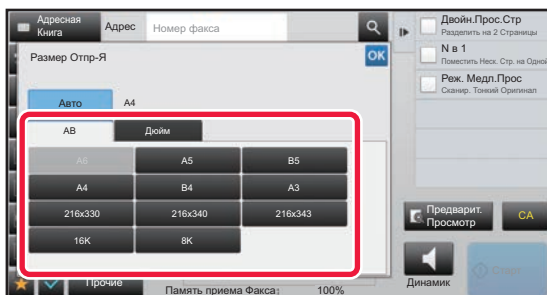 Адресная
Книга
Адрес
Номер факса
Размер Отпр-Я
OK
Авто
A4
AB
Дюйм
A6
A5
B5
A4
B4
A3
216x330
216x340
216x343
16K
8K
Прочие
Память приема Факса:
100%
Двойн.Прос.Стр
Разделить на 2 Страницы
N в 1
Поместить Неск. Стр. на Одной
Реж. Медл.Прос
Сканир. Тонкий Оригинал
Предварит.
Просмотр
CA
Динамик
Старт